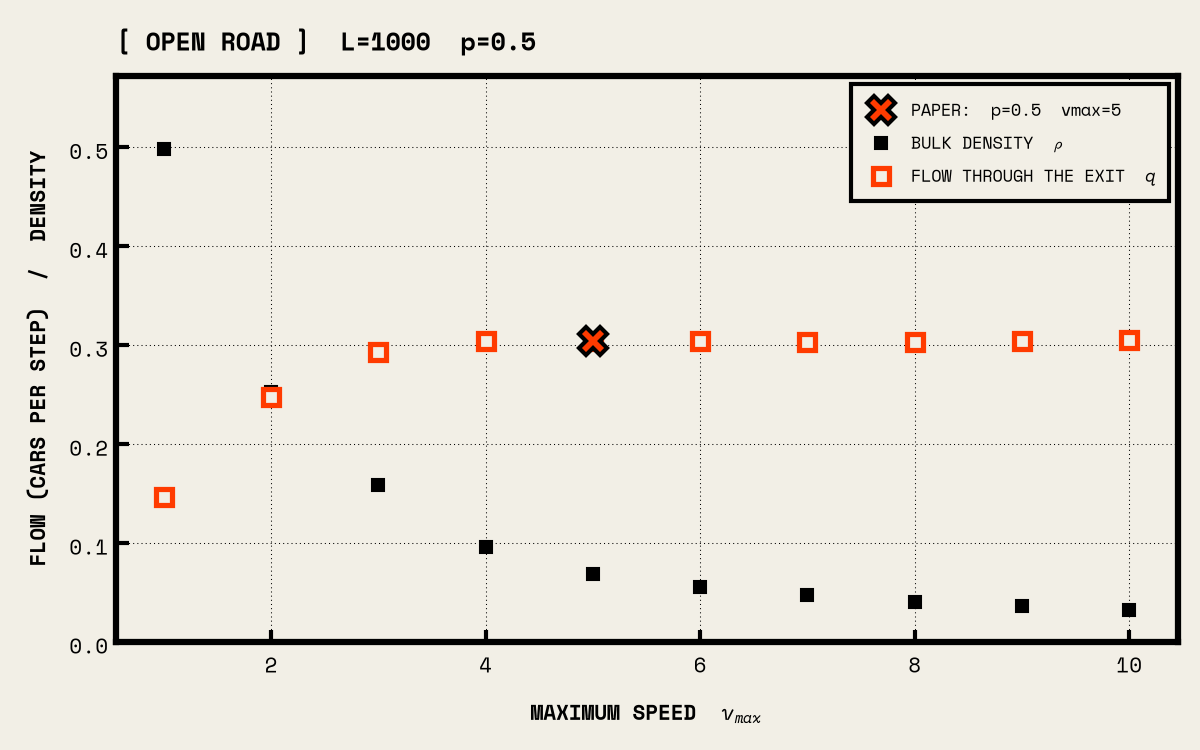 [ OPEN ROAD ]  L=1000  p=0.5
PAPER:  p=0.5  vmax=5
BULK DENSITY  ρ
FLOW THROUGH THE EXIT  q
FLOW (CARS PER STEP)  /  DENSITY
0.5
0.4
0.3
0.2
0.1
0.0
2 4 6 8 10
MAXIMUM SPEED  vmax